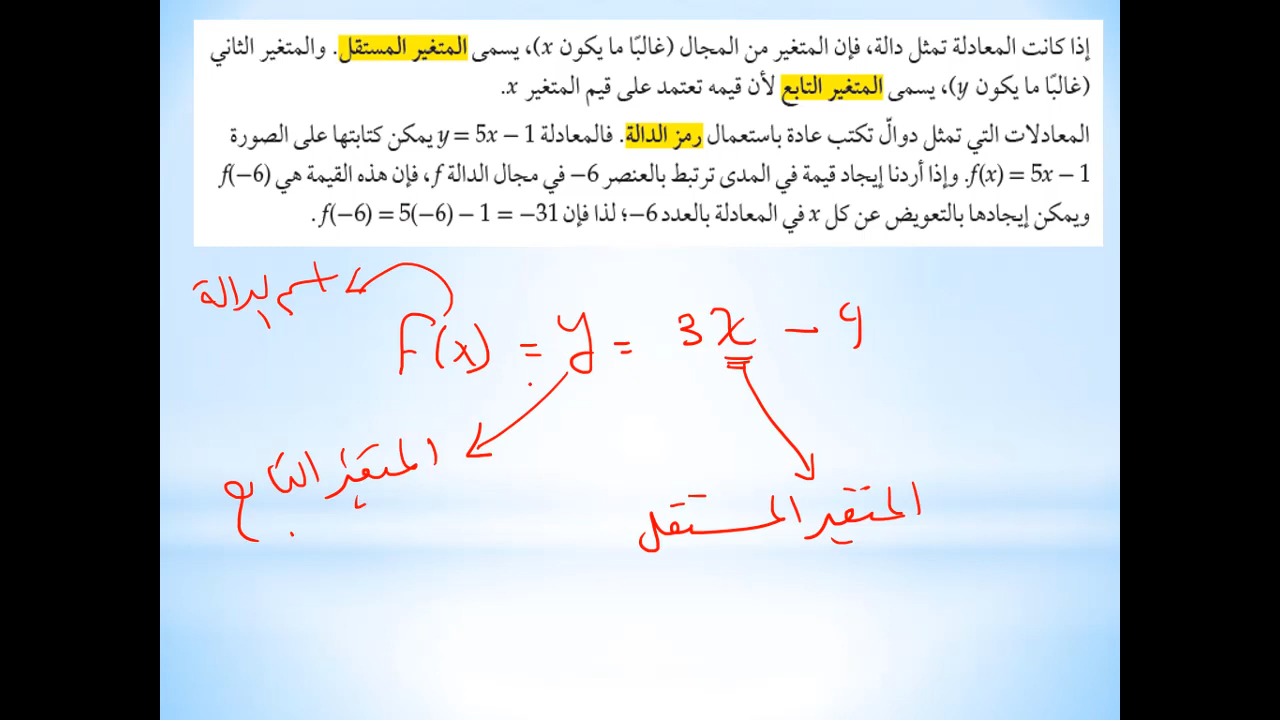 إذا كانت المعادلة تمثل دالة، فإن المتغير من المجال (غالبًا ما يكون x)، يسمى المتغير المستقل. والمتغير الثاني
(غالبًا ما يكون y)، يسمى المتغير التابع لأن قيمه تعتمد على قيم المتغير x.
المعادلات التي تمثل دوالّ تكتب عادة باستعمال رمز الدالة. فالمعادلة y = 5x − 1 يمكن كتابتها على الصورة
f(x) = 5x − 1. وإذا أردنا إيجاد قيمة في المدى ترتبط بالعنصر 6− في مجال الدالة f، فإن هذه القيمة هي f(−6)
ويمكن إيجادها بالتعويض عن كل x في المعادلة بالعدد 6−؛ لذا فإن f(−6) = 5(−6) − 1 = −31.
اسم الدالة
F(x) = y = 3x − 9
المتغير التابع
المتغير المستقل